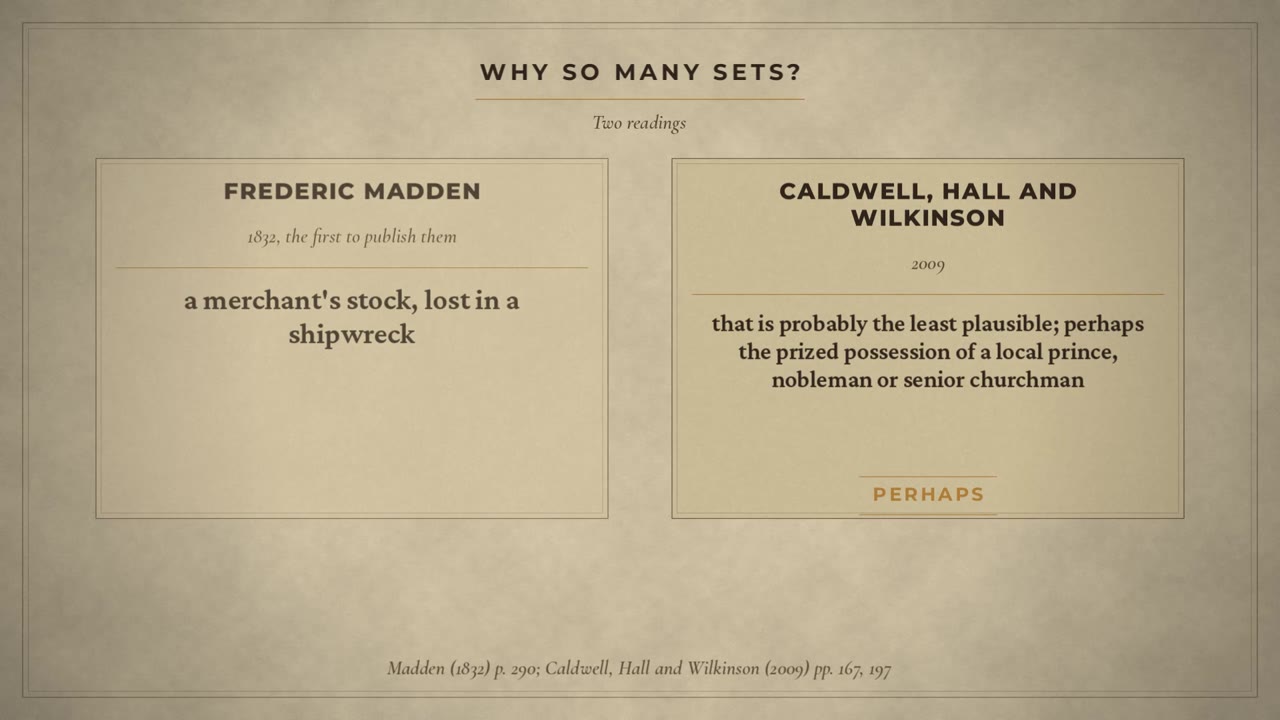 WHY SO MANY SETS?
Two readings
FREDERIC MADDEN
1832, the first to publish them
a merchant's stock, lost in a
shipwreck
CALDWELL, HALL AND
WILKINSON
2009
that is probably the least plausible; perhaps
the prized possession of a local prince,
nobleman or senior churchman
PERHAPS
Madden (1832) p. 290; Caldwell, Hall and Wilkinson (2009) pp. 167, 197